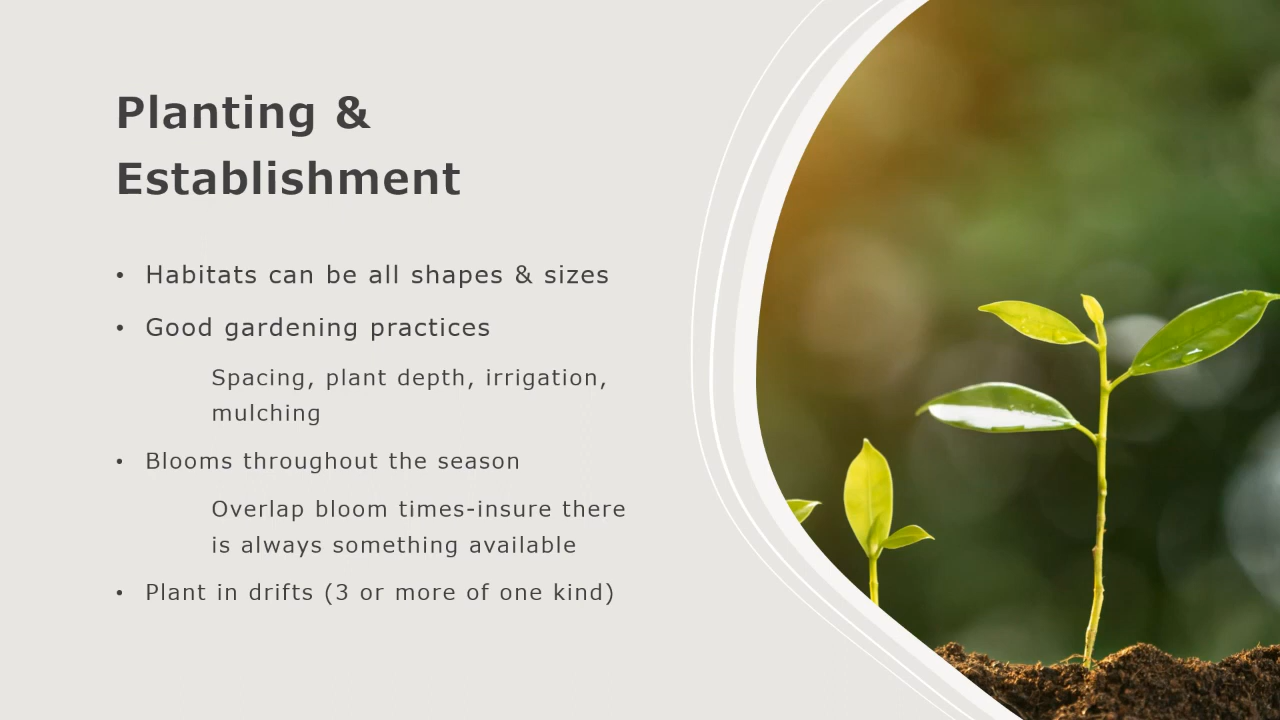 Planting &
Establishment
• Habitats can be all shapes & sizes
• Good gardening practices
Spacing, plant depth, irrigation,
mulching
• Blooms throughout the season
Overlap bloom times-insure there
is always something available
• Plant in drifts (3 or more of one kind)